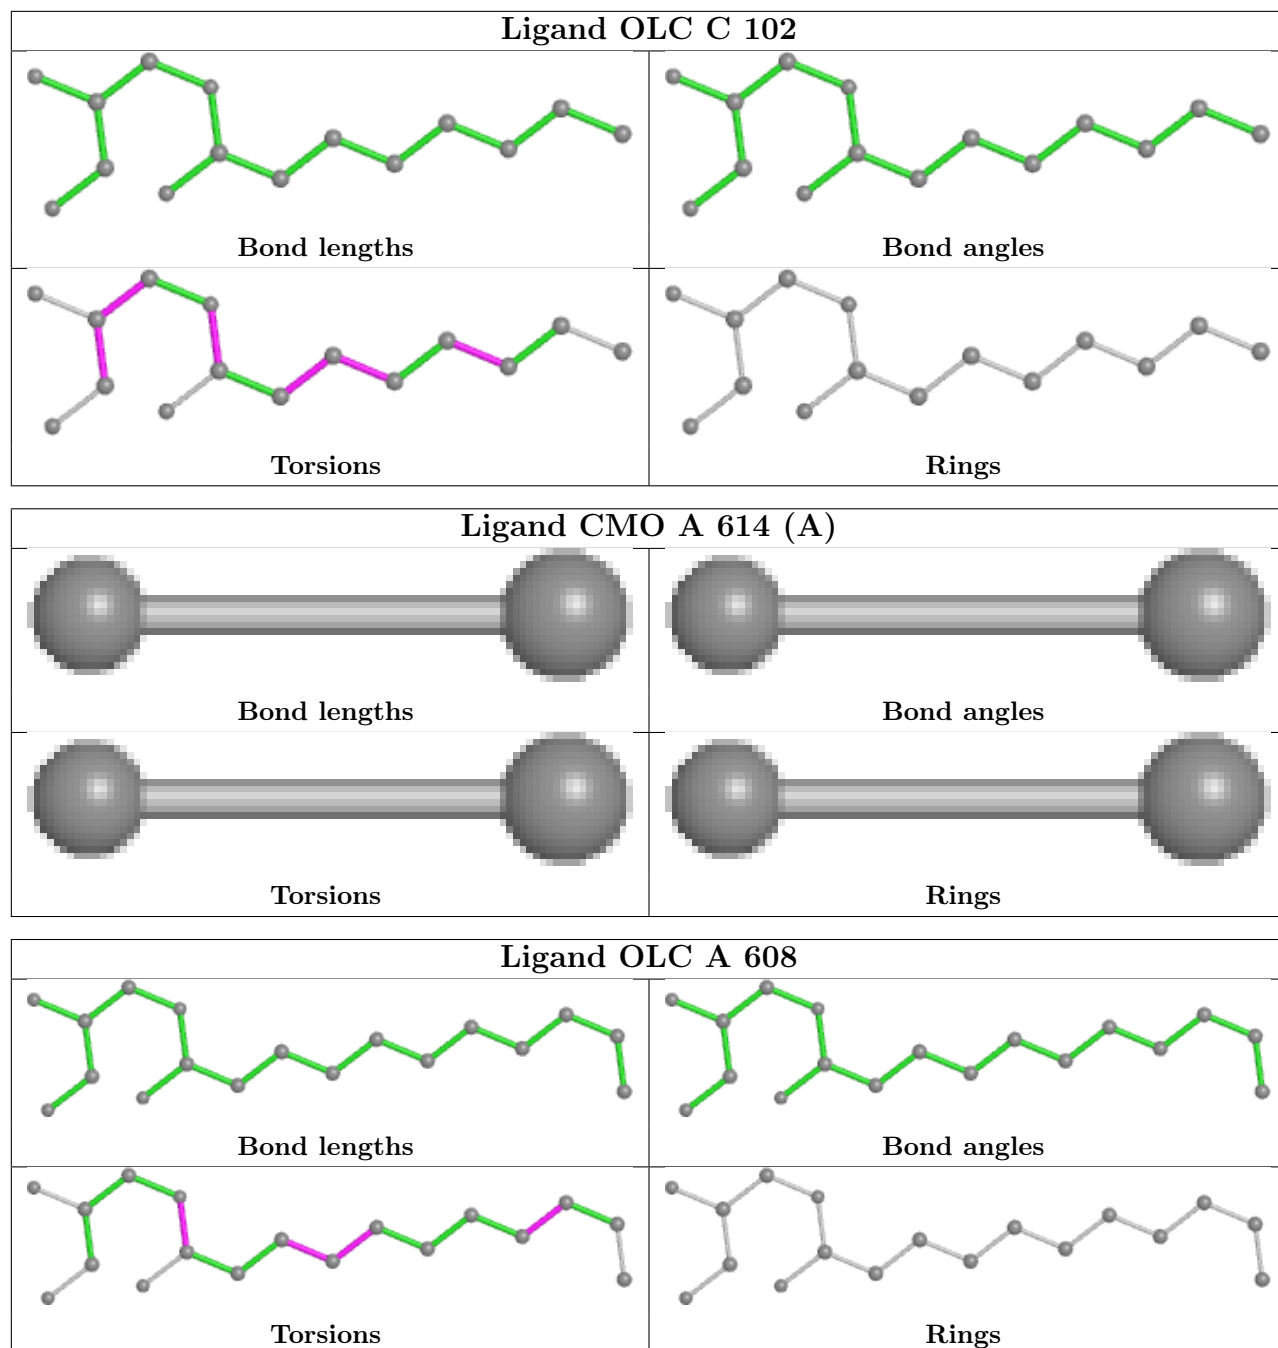 Ligand OLC C 102
Bond lengths
Bond angles
Torsions
Rings
Ligand CMO A 614 (A)
Bond lengths
Bond angles
Torsions
Rings
Ligand OLC A 608
Bond lengths
Bond angles
Torsions
Rings